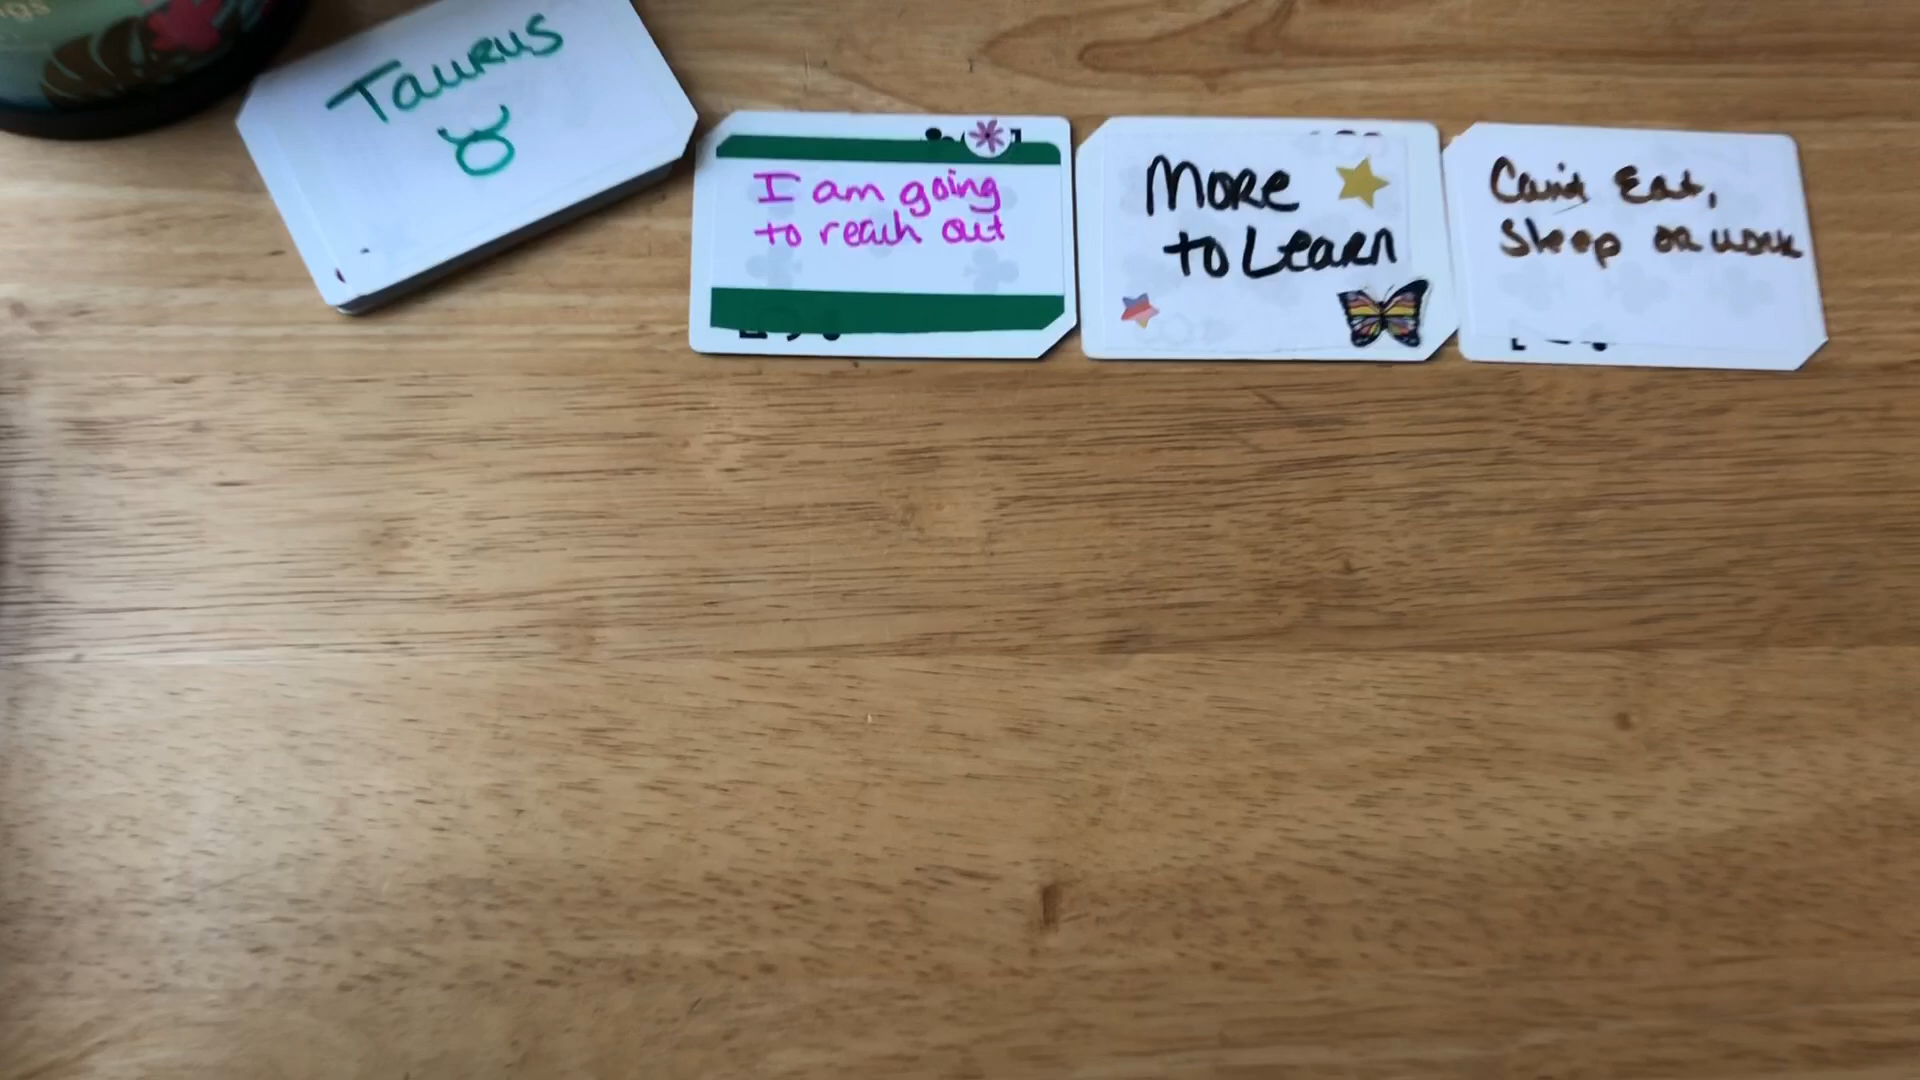 TauRus
I am going
to reach out
More
to Learn
Can't Eat,
Sleep or work